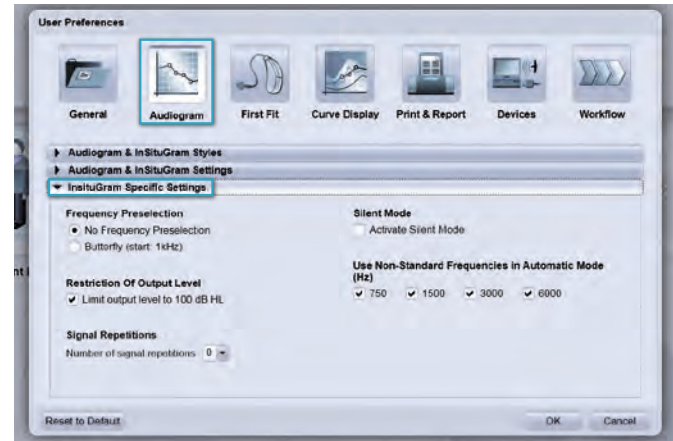 User Preferences
General
Audiogram
First Fit
Curve Display
Print & Report
Devices
Workflow
Audiogram & InSituGram Styles
Audiogram & InSituGram Settings
InsituGram Specific Settings
Frequency Preselection
No Frequency Preselection
Butterfly (start: 1kHz)
Restriction Of Output Level
Limit output level to 100 dB HL
Signal Repetitions
Number of signal repetitions 0
Silent Mode
Activate Silent Mode
Use Non-Standard Frequencies in Automatic Mode
(Hz)
750 1500 3000 6000
Reset to Default
OK
Cancel